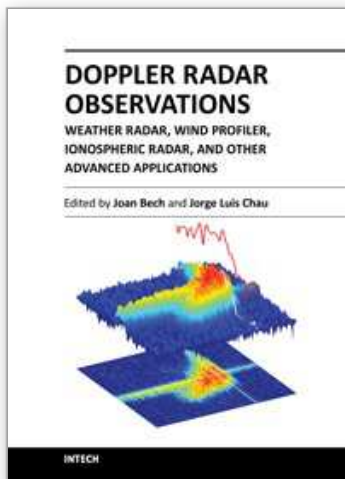 DOPPLER RADAR
OBSERVATIONS
WEATHER RADAR, WIND PROFILER,
IONOSPHERIC RADAR, AND OTHER
ADVANCED APPLICATIONS
Edited by Joan Bech and Jorge Luis Chau
INTECH